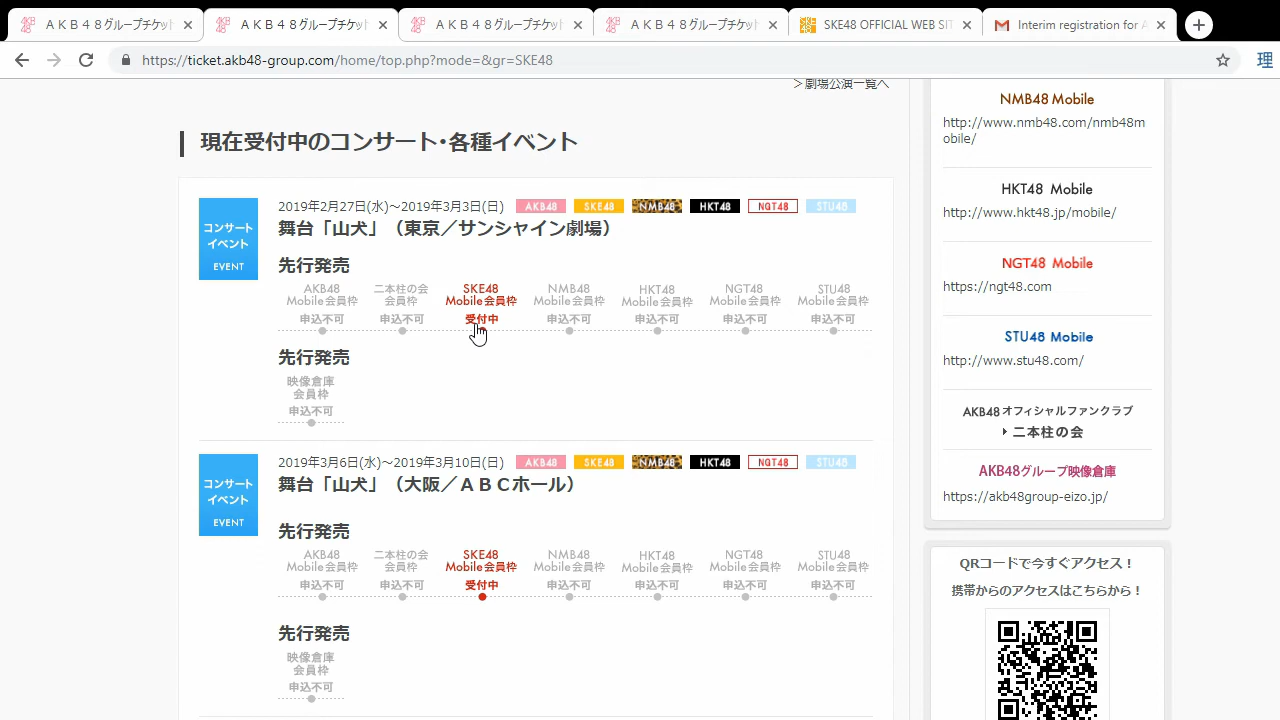 ＡＫＢ４８グループチケット
ＡＫＢ４８グループチケット
ＡＫＢ４８グループチケット
ＡＫＢ４８グループチケット
SKE48 OFFICIAL WEB SIT
Interim registration for A
https://ticket.akb48-group.com/home/top.php?mode=&gr=SKE48
理
＞劇場公演一覧へ
現在受付中のコンサート・各種イベント
コンサート
イベント
EVENT
2019年2月27日(水)～2019年3月3日(日) AKB48 SKE48 NMB48 HKT48 NGT48 STU48
舞台「山犬」（東京／サンシャイン劇場）
先行発売
AKB48 二本柱の会 SKE48 NMB48 HKT48 NGT48 STU48
Mobile会員枠 会員枠 Mobile会員枠 Mobile会員枠 Mobile会員枠 Mobile会員枠 Mobile会員枠
申込不可 申込不可 受付中 申込不可 申込不可 申込不可 申込不可
先行発売
映像倉庫
会員枠
申込不可
コンサート
イベント
EVENT
2019年3月6日(水)～2019年3月10日(日) AKB48 SKE48 NMB48 HKT48 NGT48 STU48
舞台「山犬」（大阪／ＡＢＣホール）
先行発売
AKB48 二本柱の会 SKE48 NMB48 HKT48 NGT48 STU48
Mobile会員枠 会員枠 Mobile会員枠 Mobile会員枠 Mobile会員枠 Mobile会員枠 Mobile会員枠
申込不可 申込不可 受付中 申込不可 申込不可 申込不可 申込不可
先行発売
映像倉庫
会員枠
申込不可
NMB48 Mobile
http://www.nmb48.com/nmb48m
obile/
HKT48 Mobile
http://www.hkt48.jp/mobile/
NGT48 Mobile
https://ngt48.com
STU48 Mobile
http://www.stu48.com/
AKB48オフィシャルファンクラブ
二本柱の会
AKB48グループ映像倉庫
https://akb48group-eizo.jp/
QRコードで今すぐアクセス！
携帯からのアクセスはこちらから！